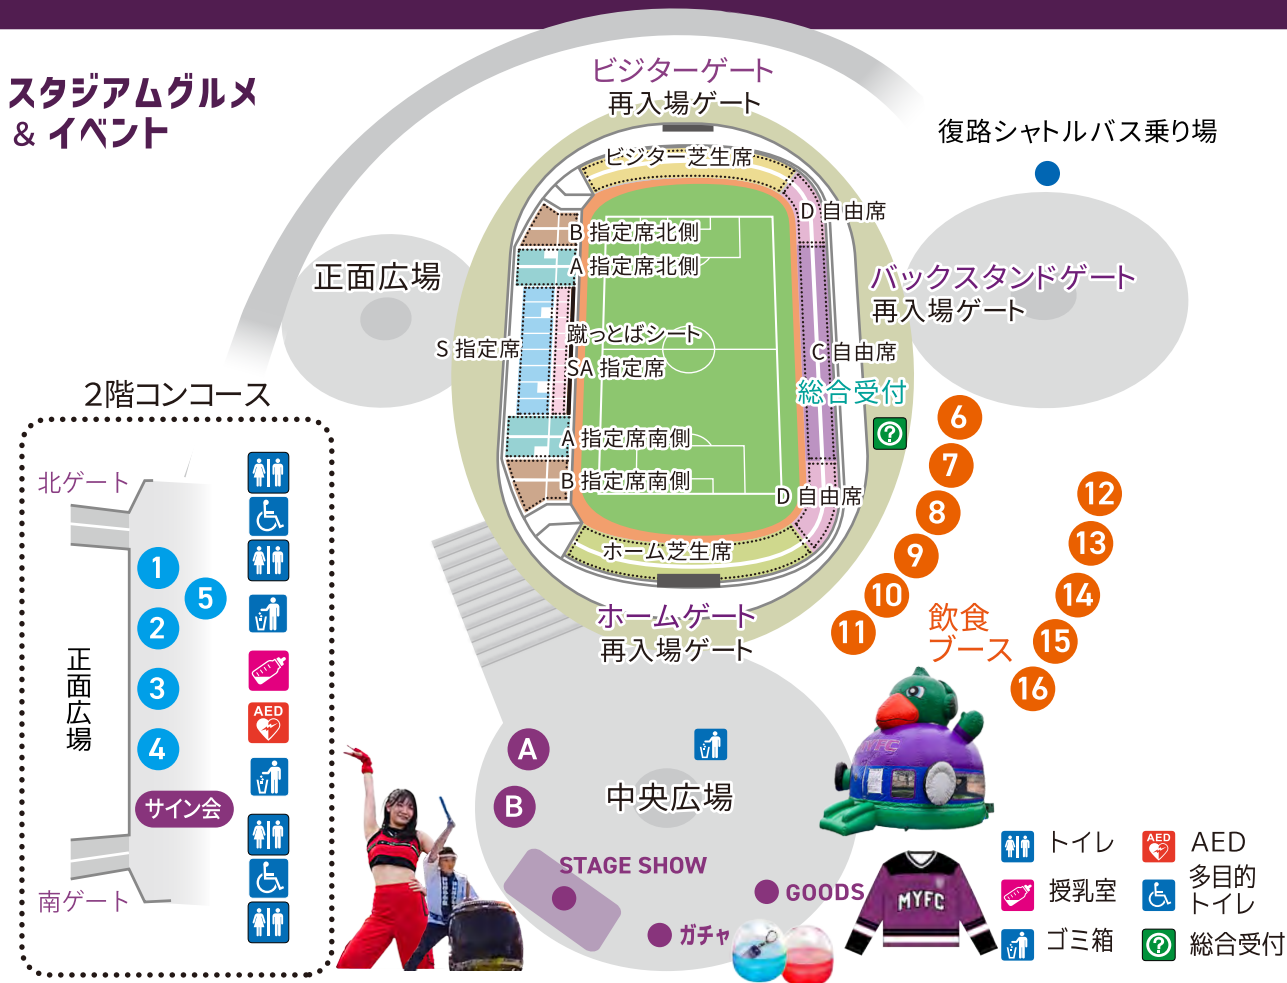 スタジアムグルメ
& イベント
ビジターゲート
再入場ゲート
復路シャトルバス乗り場
ビジター芝生席
D 自由席
B 指定席北側
A 指定席北側
正面広場
バックスタンドゲート
再入場ゲート
蹴っとばシート
S 指定席
SA 指定席
C 自由席
総合受付
A 指定席南側
B 指定席南側
D 自由席
ホーム芝生席
ホームゲート
再入場ゲート
6
7
8
9
10
11
12
13
14
15
16
飲食
ブース
2階コンコース
北ゲート
1
5
2
3
4
正面広場
サイン会
南ゲート
AED
A
B
中央広場
STAGE SHOW
GOODS
ガチャ
MYFC
MYFC
トイレ
AED
AED
授乳室
多目的
トイレ
ゴミ箱
?
総合受付
?